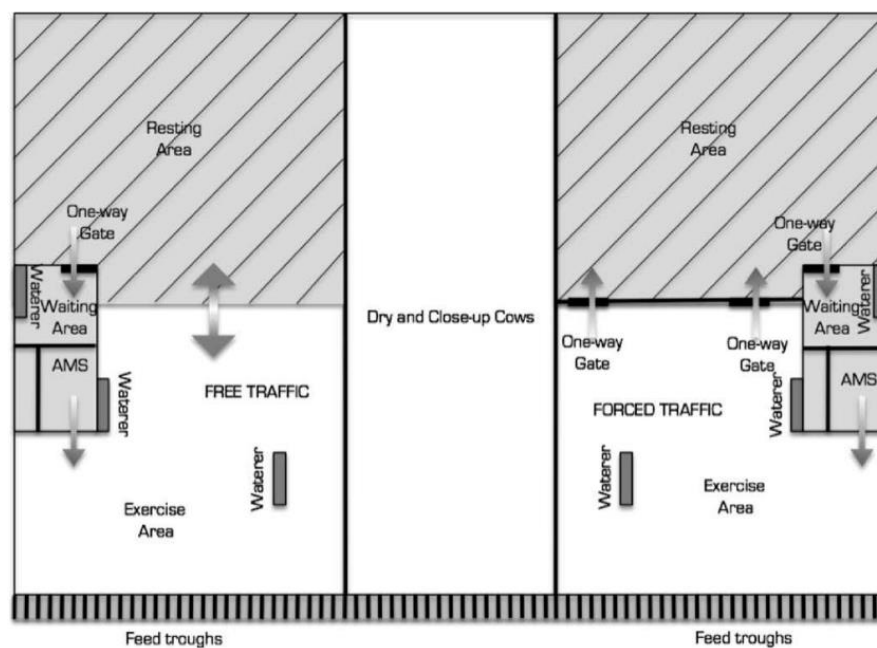 Resting
Area
One-way
Gate
Waterer
Waiting
Area
AMS
Waterer
FREE TRAFFIC
Waterer
Exercise
Area
Feed troughs
Dry and Close-up Cows
Resting
Area
One-way
Gate
Waiting
Area
Waterer
One-way
Gate
One-way
Gate
AMS
Waterer
FORCED TRAFFIC
Waterer
Exercise
Area
Feed troughs